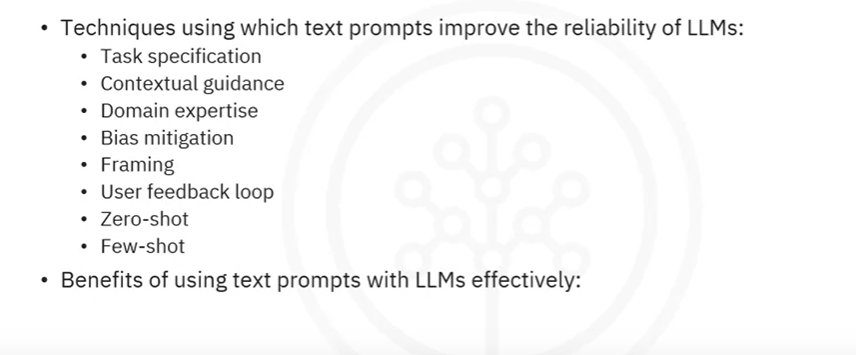 • Techniques using which text prompts improve the reliability of LLMs:
• Task specification
• Contextual guidance
• Domain expertise
• Bias mitigation
• Framing
• User feedback loop
• Zero-shot
• Few-shot
• Benefits of using text prompts with LLMs effectively: